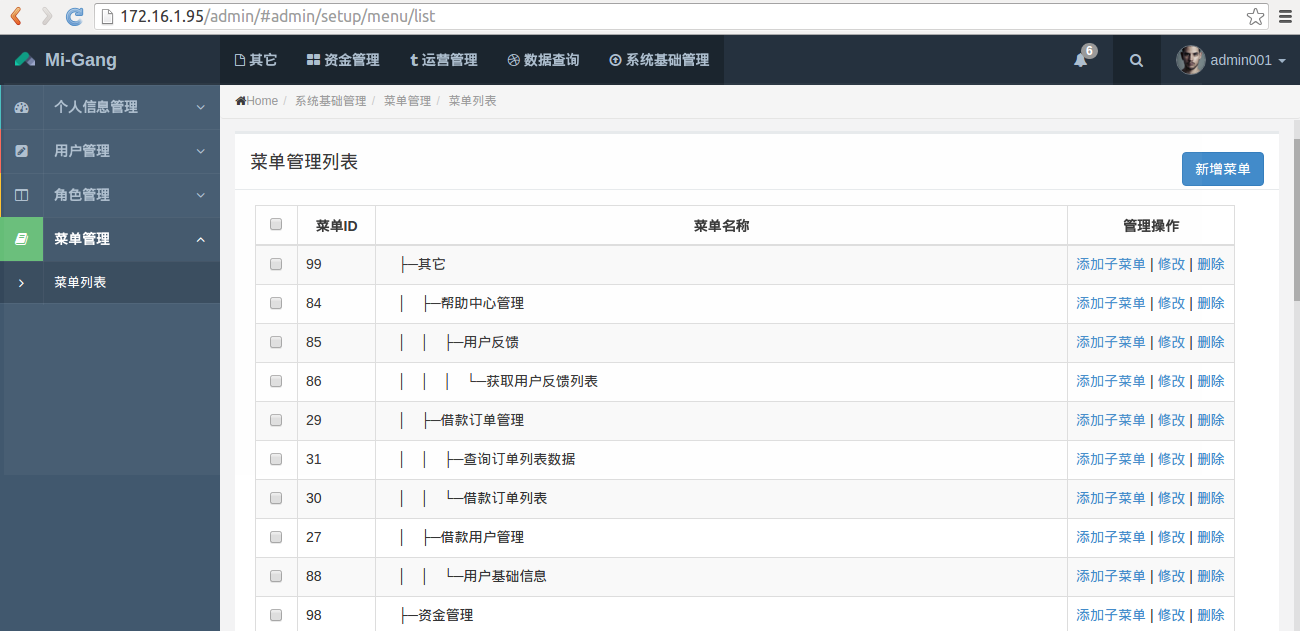 172.16.1.95/admin/#admin/setup/menu/list
Mi-Gang 其它 资金管理 运营管理 数据查询 系统基础管理 6 admin001
个人信息管理
用户管理
角色管理
菜单管理
菜单列表
Home / 系统基础管理 / 菜单管理 / 菜单列表
菜单管理列表
新增菜单
菜单ID 菜单名称 管理操作
99 ├─其它 添加子菜单 | 修改 | 删除
84 │ ├─帮助中心管理 添加子菜单 | 修改 | 删除
85 │ │ ├─用户反馈 添加子菜单 | 修改 | 删除
86 │ │ │ └─获取用户反馈列表 添加子菜单 | 修改 | 删除
29 │ ├─借款订单管理 添加子菜单 | 修改 | 删除
31 │ │ ├─查询订单列表数据 添加子菜单 | 修改 | 删除
30 │ │ └─借款订单列表 添加子菜单 | 修改 | 删除
27 │ ├─借款用户管理 添加子菜单 | 修改 | 删除
88 │ │ └─用户基础信息 添加子菜单 | 修改 | 删除
98 ├─资金管理 添加子菜单 | 修改 | 删除